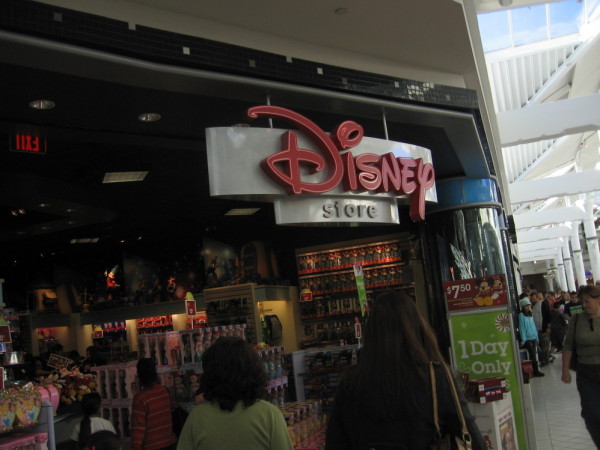 EXIT
Disney
store
$7.50
1 Day
Only